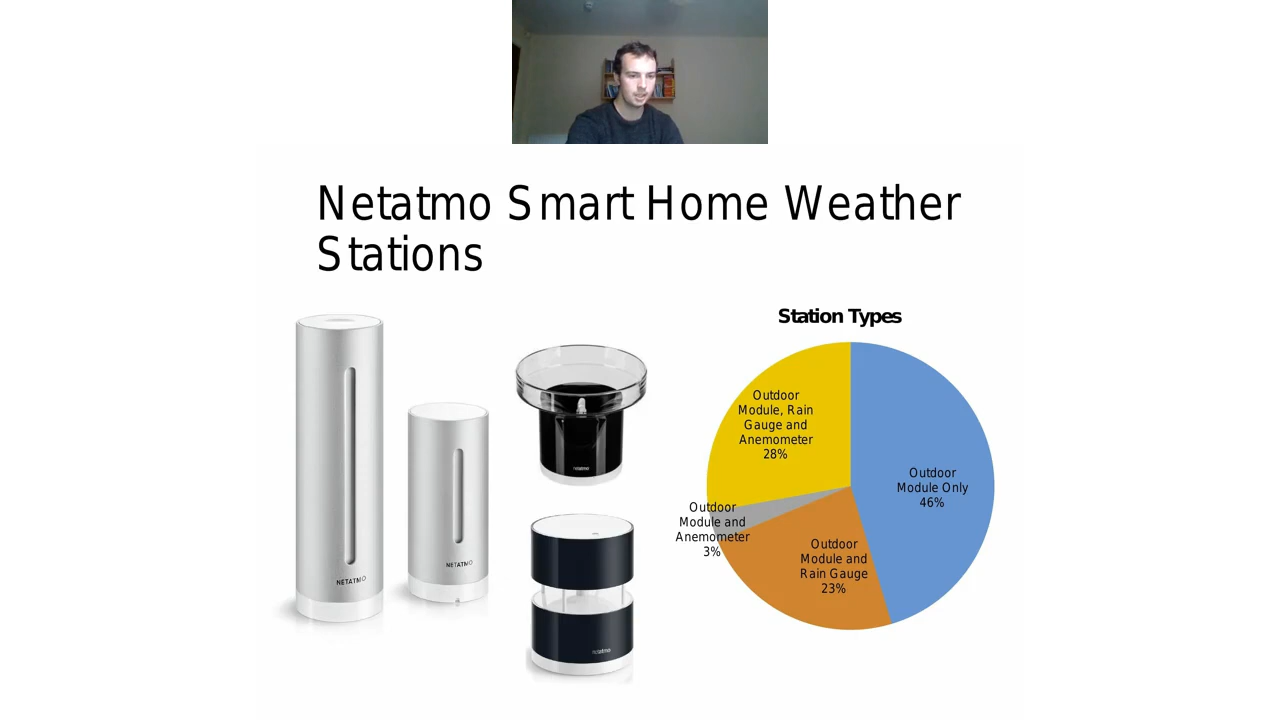 Netatmo Smart Home Weather
Stations
Station Types
Outdoor
Module, Rain
Gauge and
Anemometer
28%
Outdoor
Module Only
46%
Outdoor
Module and
Anemometer
3%
Outdoor
Module and
Rain Gauge
23%
NETATMO
NETATMO
netatmo
netatmo